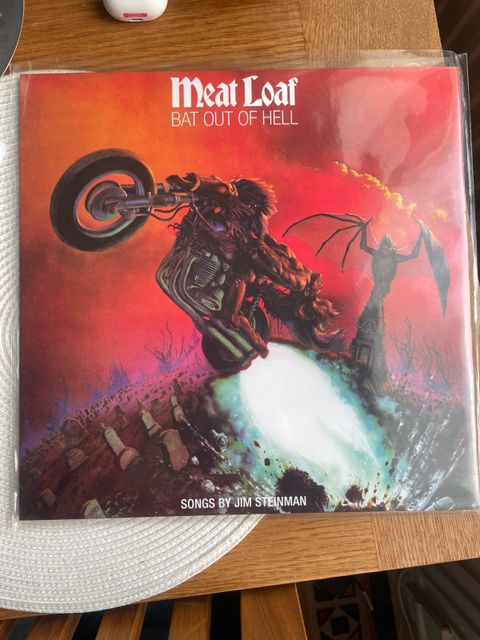 Meat Loaf
BAT OUT OF HELL
SONGS BY JIM STEINMAN